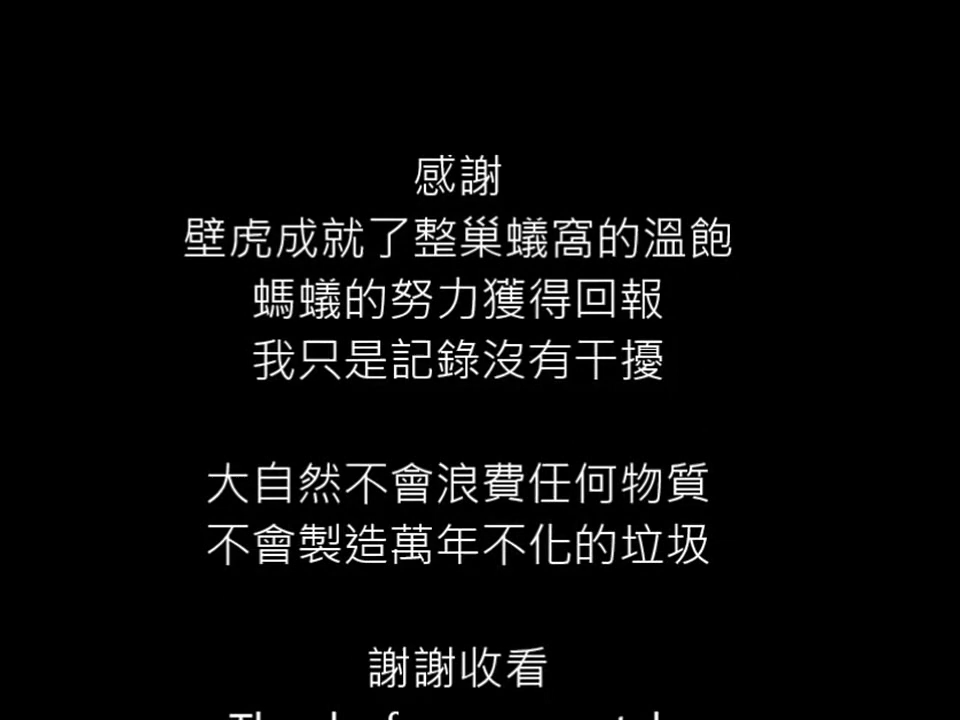 感謝
壁虎成就了整巢蟻窩的溫飽
螞蟻的努力獲得回報
我只是記錄沒有干擾
大自然不會浪費任何物質
不會製造萬年不化的垃圾
謝謝收看